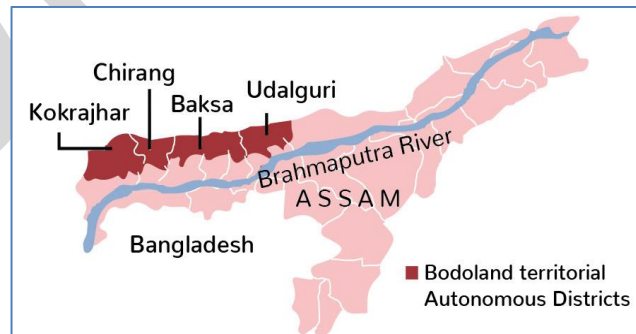 Chirang
Kokrajhar
Baksa
Udalguri
Brahmaputra River
ASSAM
Bangladesh
Bodoland territorial
Autonomous Districts